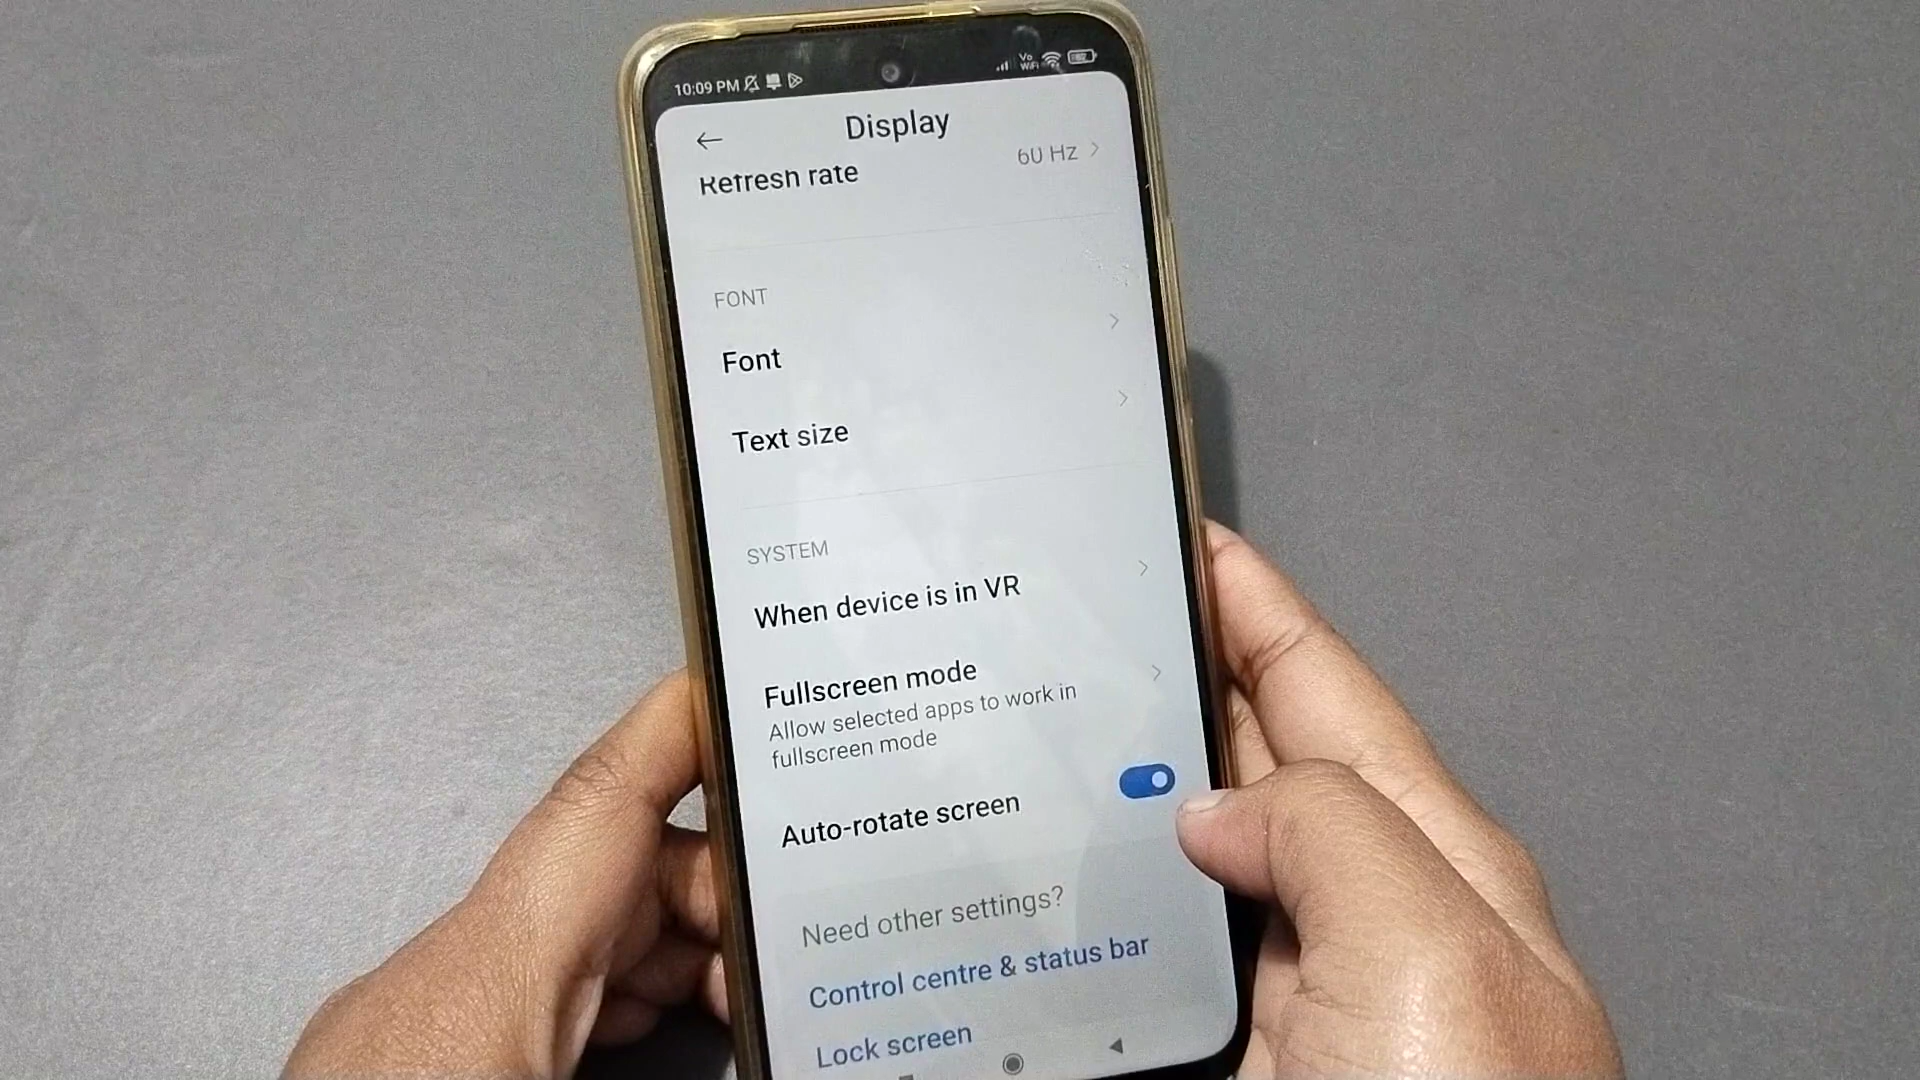 10:09 PM
Vo
WiFi
Display
Refresh rate
60 Hz
FONT
Font
Text size
SYSTEM
When device is in VR
Fullscreen mode
Allow selected apps to work in
fullscreen mode
Auto-rotate screen
Need other settings?
Control centre & status bar
Lock screen